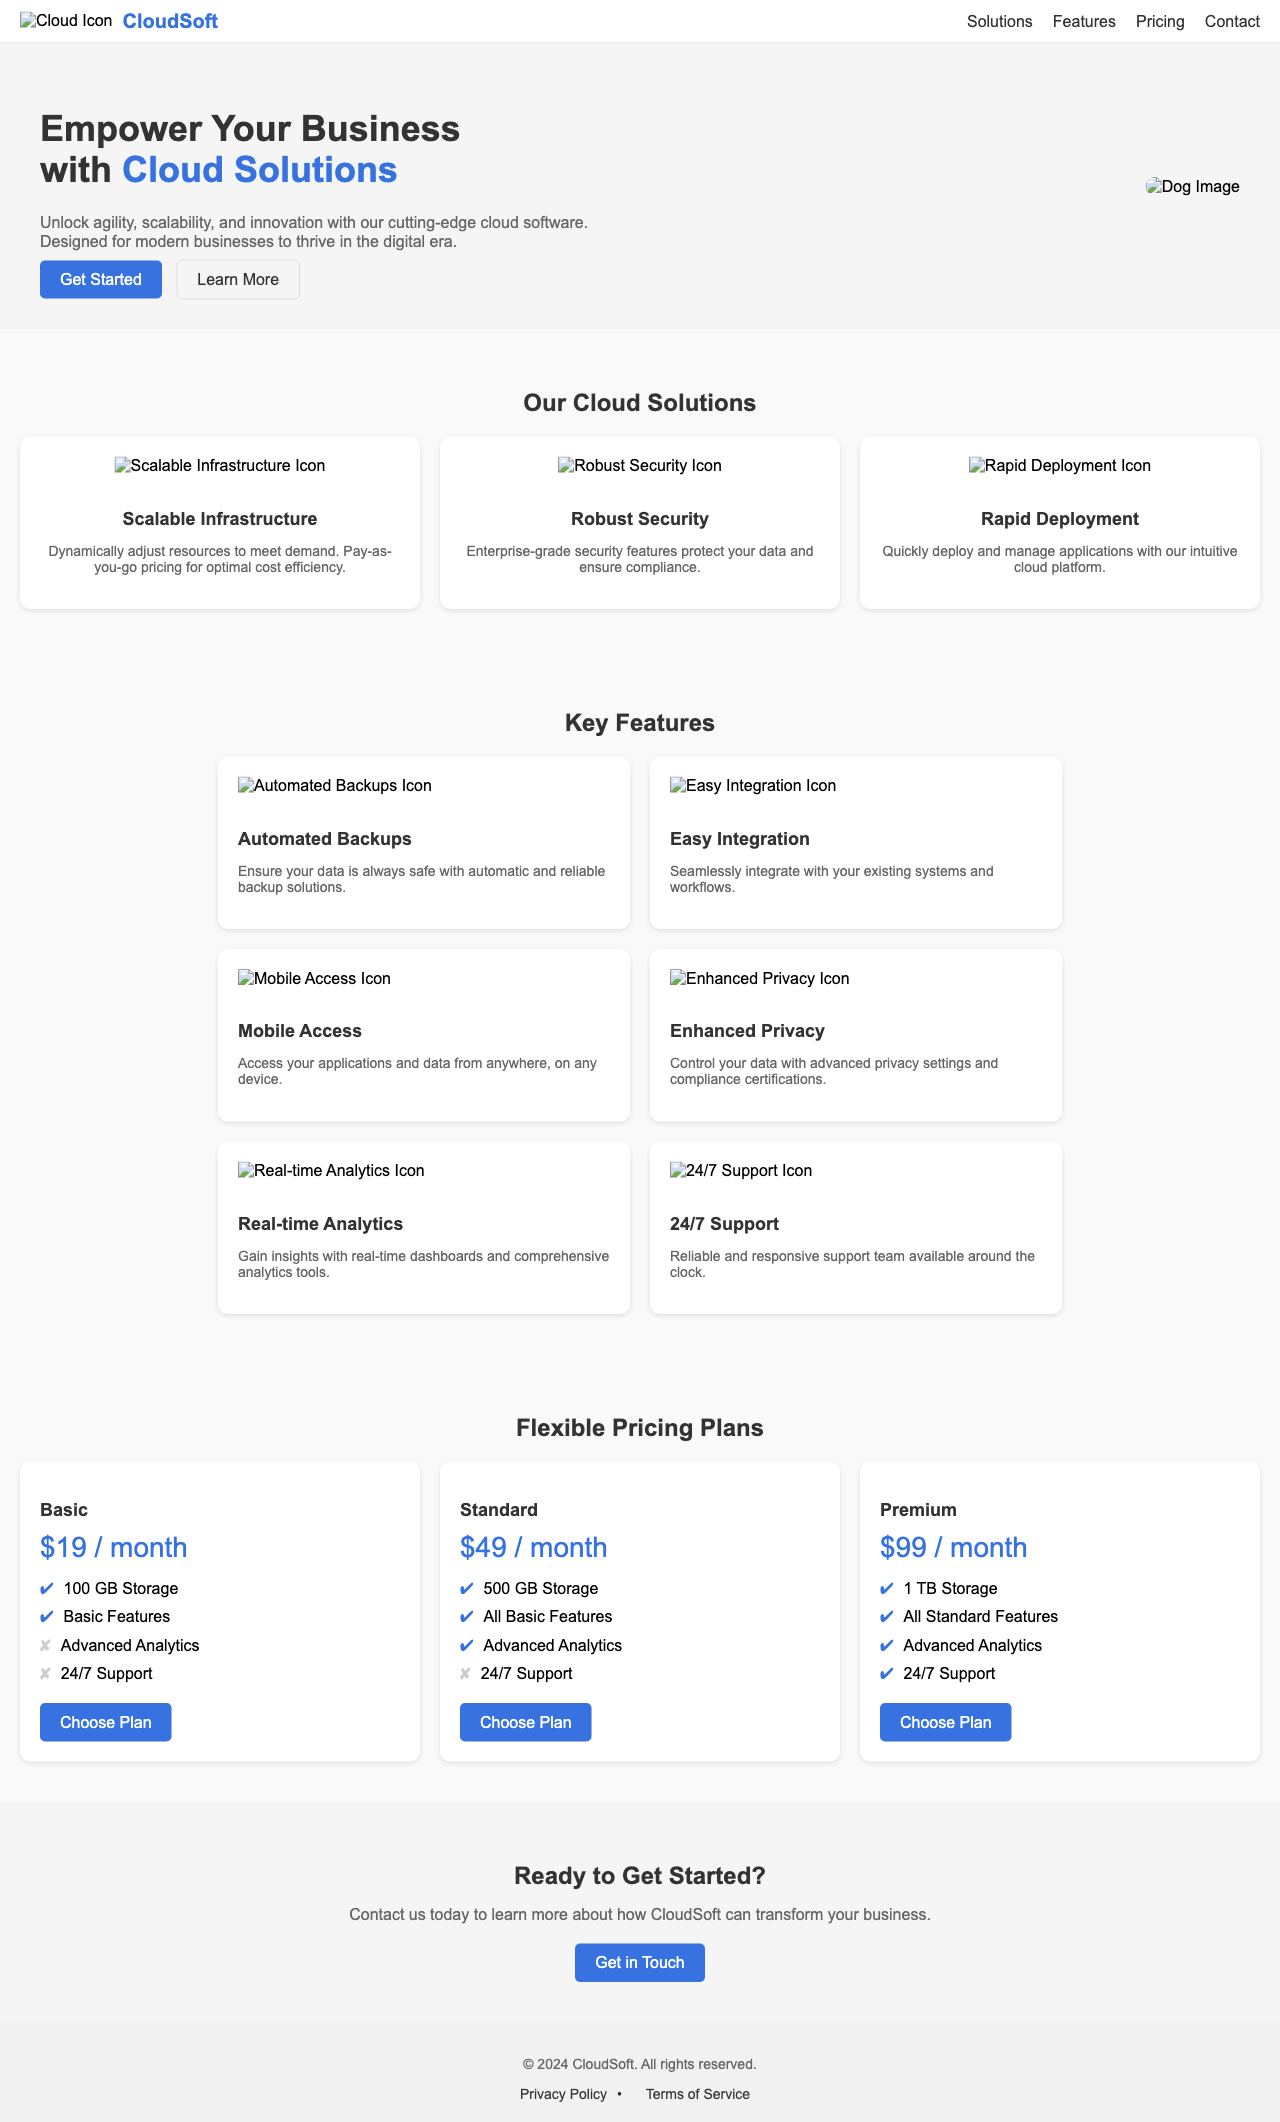 Cloud Icon CloudSoft Solutions Features Pricing Contact
Empower Your Business
with Cloud Solutions
Dog Image
Unlock agility, scalability, and innovation with our cutting-edge cloud software.
Designed for modern businesses to thrive in the digital era.
Get Started Learn More
Our Cloud Solutions
Scalable Infrastructure Icon
Scalable Infrastructure
Dynamically adjust resources to meet demand. Pay-as-
you-go pricing for optimal cost efficiency.
Robust Security Icon
Robust Security
Enterprise-grade security features protect your data and
ensure compliance.
Rapid Deployment Icon
Rapid Deployment
Quickly deploy and manage applications with our intuitive
cloud platform.
Key Features
Automated Backups Icon
Automated Backups
Ensure your data is always safe with automatic and reliable
backup solutions.
Easy Integration Icon
Easy Integration
Seamlessly integrate with your existing systems and
workflows.
Mobile Access Icon
Mobile Access
Access your applications and data from anywhere, on any
device.
Enhanced Privacy Icon
Enhanced Privacy
Control your data with advanced privacy settings and
compliance certifications.
Real-time Analytics Icon
Real-time Analytics
Gain insights with real-time dashboards and comprehensive
analytics tools.
24/7 Support Icon
24/7 Support
Reliable and responsive support team available around the
clock.
Flexible Pricing Plans
Basic
$19 / month
✔ 100 GB Storage
✔ Basic Features
✘ Advanced Analytics
✘ 24/7 Support
Choose Plan
Standard
$49 / month
✔ 500 GB Storage
✔ All Basic Features
✔ Advanced Analytics
✘ 24/7 Support
Choose Plan
Premium
$99 / month
✔ 1 TB Storage
✔ All Standard Features
✔ Advanced Analytics
✔ 24/7 Support
Choose Plan
Ready to Get Started?
Contact us today to learn more about how CloudSoft can transform your business.
Get in Touch
© 2024 CloudSoft. All rights reserved.
Privacy Policy • Terms of Service